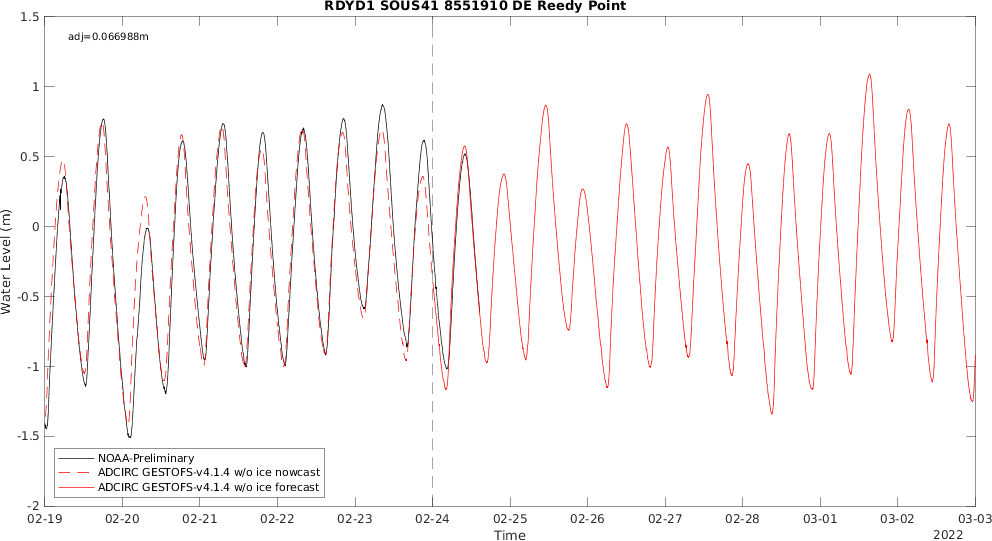 RDYD1 SOUS41 8551910 DE Reedy Point
adj=0.066988m
1.5
1
0.5
0
-0.5
-1
-1.5
-2
Water Level (m)
NOAA-Preliminary
ADCIRC GESTOFS-v4.1.4 w/o ice nowcast
ADCIRC GESTOFS-v4.1.4 w/o ice forecast
02-19 02-20 02-21 02-22 02-23 02-24 02-25 02-26 02-27 02-28 03-01 03-02 03-03
Time
2022